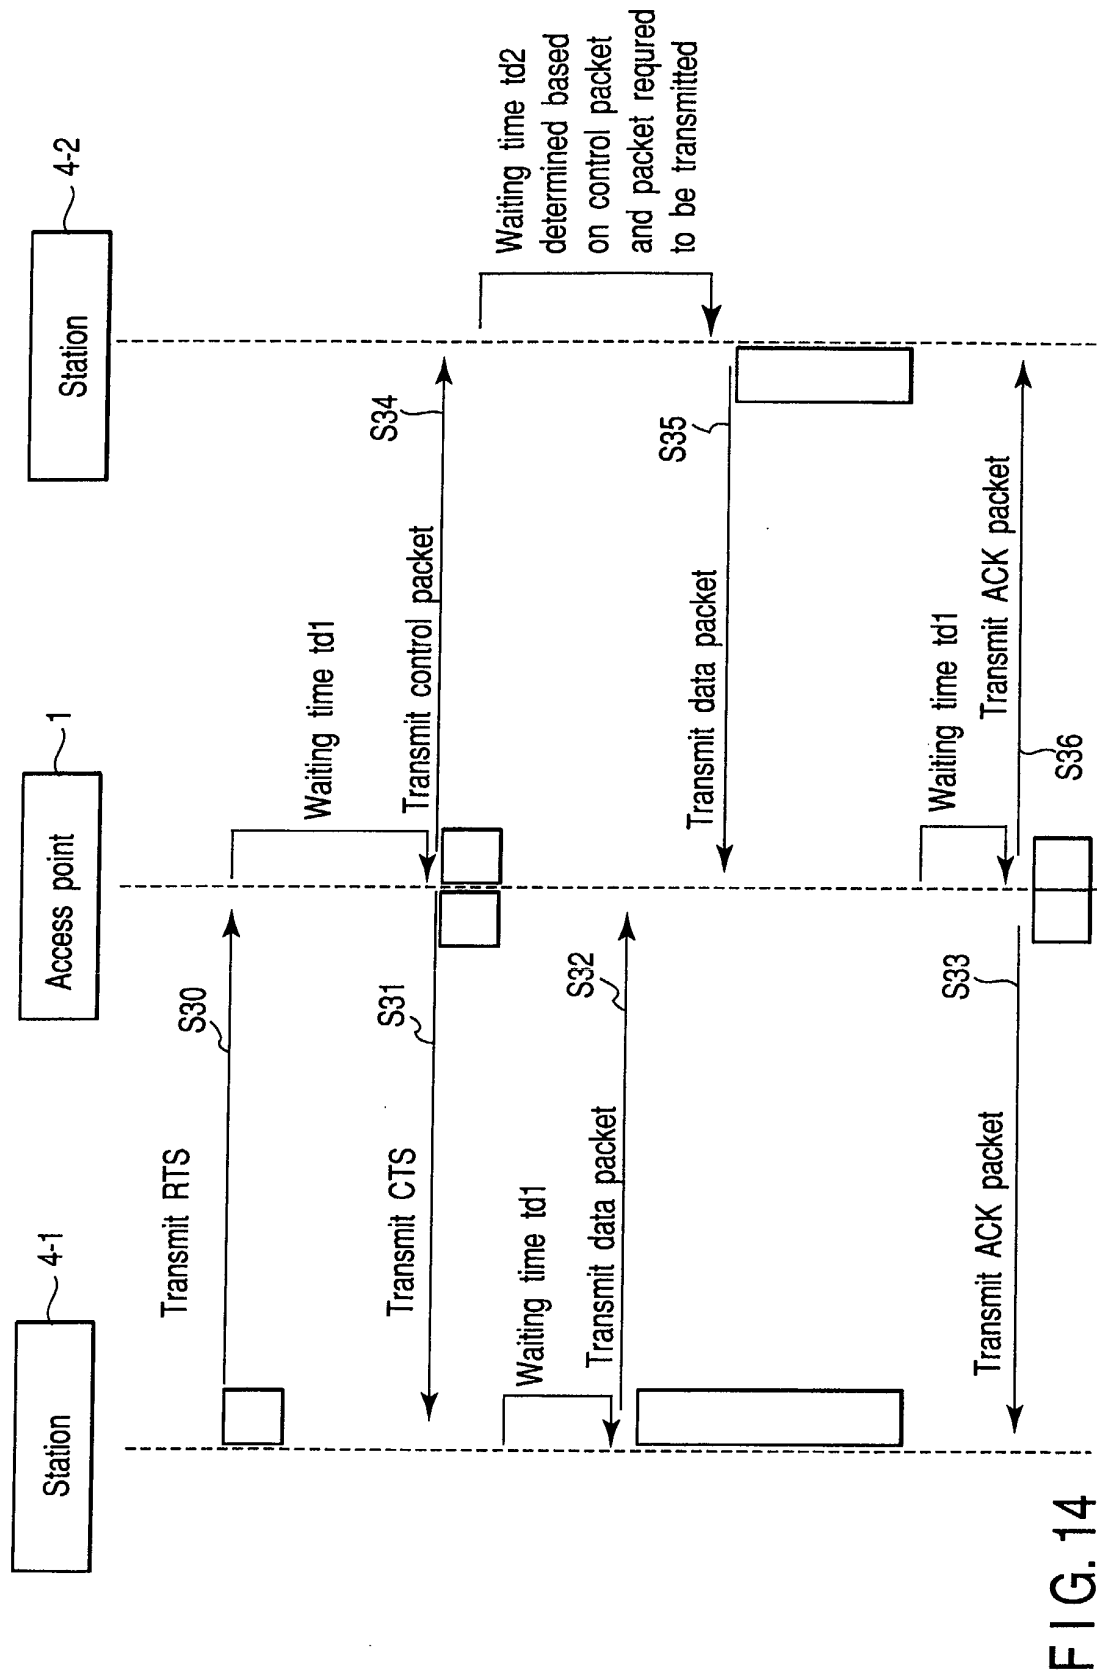 Station
4-1
Access point
1
Station
4-2
Transmit RTS
S30
Waiting time td1
Transmit CTS
S31
Transmit control packet
S34
Waiting time td2
determined based
on control packet
and packet requred
to be transmitted
Waiting time td1
Transmit data packet
S32
Transmit data packet
S35
Waiting time td1
Transmit ACK packet
S33
Transmit ACK packet
S36
FIG. 14